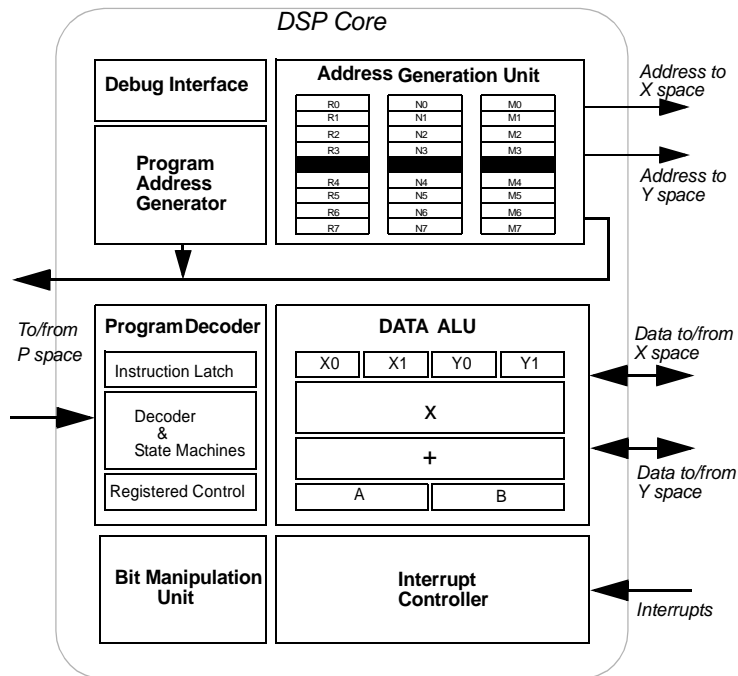 DSP Core
Debug Interface
Program
Address
Generator
Address Generation Unit
R0 N0 M0
R1 N1 M1
R2 N2 M2
R3 N3 M3
R4 N4 M4
R5 N5 M5
R6 N6 M6
R7 N7 M7
Address to
X space
Address to
Y space
To/from
P space
Program Decoder
Instruction Latch
Decoder
&
State Machines
Registered Control
DATA ALU
X0 X1 Y0 Y1
x
+
A B
Data to/from
X space
Data to/from
Y space
Bit Manipulation
Unit
Interrupt
Controller
Interrupts